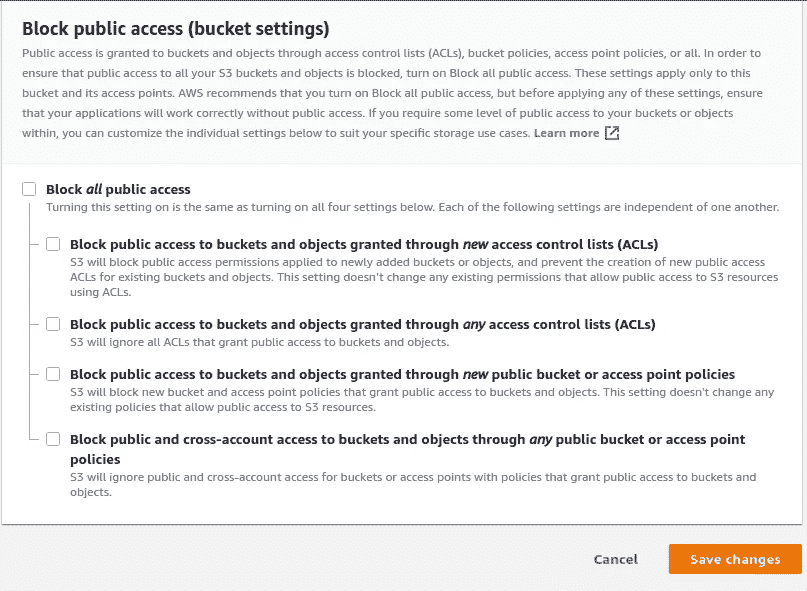 Block public access (bucket settings)
Public access is granted to buckets and objects through access control lists (ACLs), bucket policies, access point policies, or all. In order to
ensure that public access to all your S3 buckets and objects is blocked, turn on Block all public access. These settings apply only to this
bucket and its access points. AWS recommends that you turn on Block all public access, but before applying any of these settings, ensure
that your applications will work correctly without public access. If you require some level of public access to your buckets or objects
within, you can customize the individual settings below to suit your specific storage use cases. Learn more
Block all public access
Turning this setting on is the same as turning on all four settings below. Each of the following settings are independent of one another.
Block public access to buckets and objects granted through new access control lists (ACLs)
S3 will block public access permissions applied to newly added buckets or objects, and prevent the creation of new public access
ACLs for existing buckets and objects. This setting doesn't change any existing permissions that allow public access to S3 resources
using ACLs.
Block public access to buckets and objects granted through any access control lists (ACLs)
S3 will ignore all ACLs that grant public access to buckets and objects.
Block public access to buckets and objects granted through new public bucket or access point policies
S3 will block new bucket and access point policies that grant public access to buckets and objects. This setting doesn't change any
existing policies that allow public access to S3 resources.
Block public and cross-account access to buckets and objects through any public bucket or access point
policies
S3 will ignore public and cross-account access for buckets or access points with policies that grant public access to buckets and
objects.
Cancel
Save changes